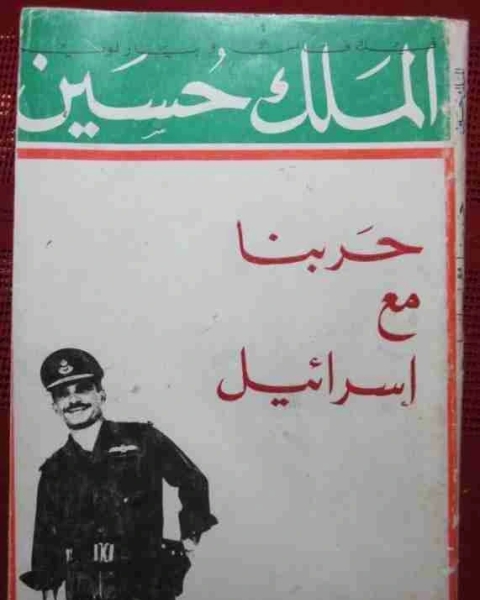 الملك حسين
حربنا
مع
إسرائيل